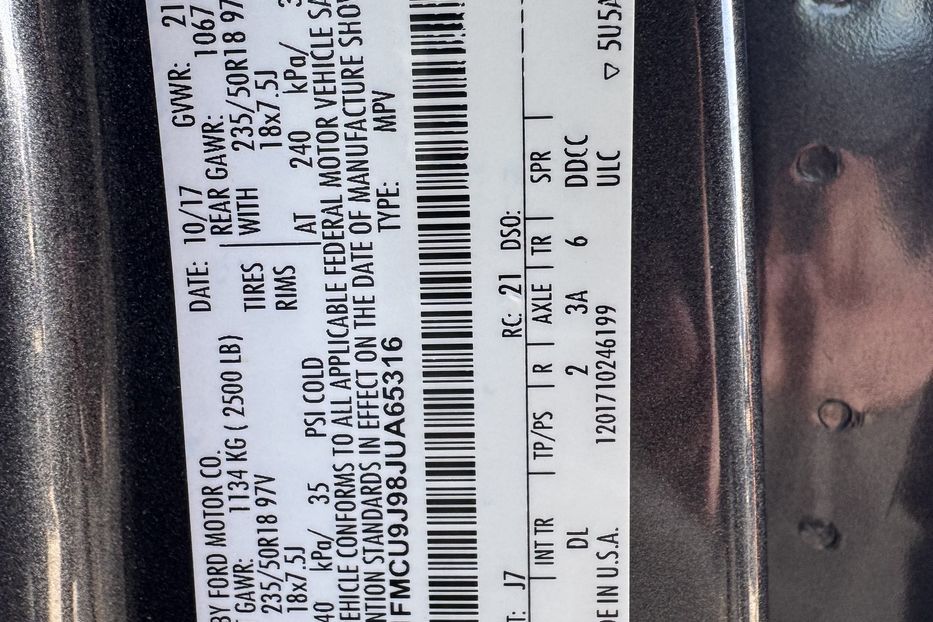 BY FORD MOTOR CO.
DATE: 10/17 GVWR: 21
GAWR: 1134 KG ( 2500 LB) REAR GAWR: 1067
235/50R18 97V TIRES WITH 235/50R18 97
18x7.5J RIMS 18x7.5J
40 kPa/ 35 PSI COLD AT 240 kPa/ 3
EHICLE CONFORMS TO ALL APPLICABLE FEDERAL MOTOR VEHICLE SA
NTION STANDARDS IN EFFECT ON THE DATE OF MANUFACTURE SHOW
FMCU9J98JUA65316 TYPE: MPV
T: J7 RC: 21 DSO:
INT TR TP/PS R AXLE TR SPR
DL 2 3A 6 DDCC
DE IN U.S.A. 1201710246199 ULC
▽ 5U5A